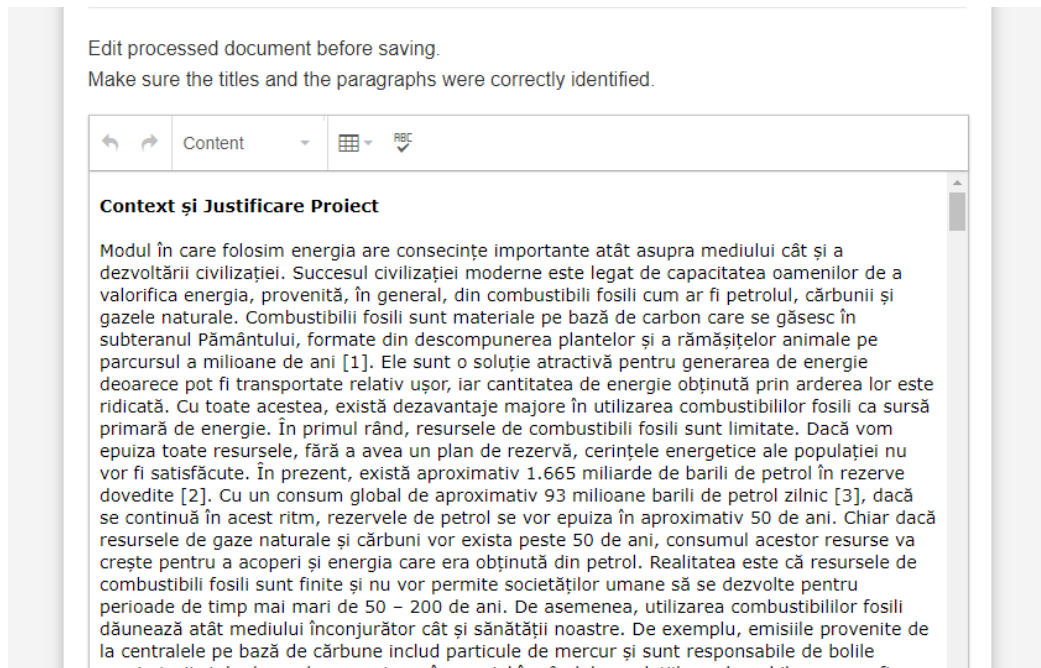 Edit processed document before saving.
Make sure the titles and the paragraphs were correctly identified.
Content
ABC
Context și Justificare Proiect
Modul în care folosim energia are consecințe importante atât asupra mediului cât și a
dezvoltării civilizației. Succesul civilizației moderne este legat de capacitatea oamenilor de a
valorifica energia, provenită, în general, din combustibili fosili cum ar fi petrolul, cărbunii și
gazele naturale. Combustibilii fosili sunt materiale pe bază de carbon care se găsesc în
subteranul Pământului, formate din descompunerea plantelor și a rămășițelor animale pe
parcursul a milioane de ani [1]. Ele sunt o soluție atractivă pentru generarea de energie
deoarece pot fi transportate relativ ușor, iar cantitatea de energie obținută prin arderea lor este
ridicată. Cu toate acestea, există dezavantaje majore în utilizarea combustibililor fosili ca sursă
primară de energie. În primul rând, resursele de combustibili fosili sunt limitate. Dacă vom
epuiza toate resursele, fără a avea un plan de rezervă, cerințele energetice ale populației nu
vor fi satisfăcute. În prezent, există aproximativ 1.665 miliarde de barili de petrol în rezerve
dovedite [2]. Cu un consum global de aproximativ 93 milioane barili de petrol zilnic [3], dacă
se continuă în acest ritm, rezervele de petrol se vor epuiza în aproximativ 50 de ani. Chiar dacă
resursele de gaze naturale și cărbuni vor exista peste 50 de ani, consumul acestor resurse va
crește pentru a acoperi și energia care era obținută din petrol. Realitatea este că resursele de
combustibili fosili sunt finite și nu vor permite societăților umane să se dezvolte pentru
perioade de timp mai mari de 50 – 200 de ani. De asemenea, utilizarea combustibililor fosili
dăunează atât mediului înconjurător cât și sănătății noastre. De exemplu, emisiile provenite de
la centralele pe bază de cărbune includ particule de mercur și sunt responsabile de bolile